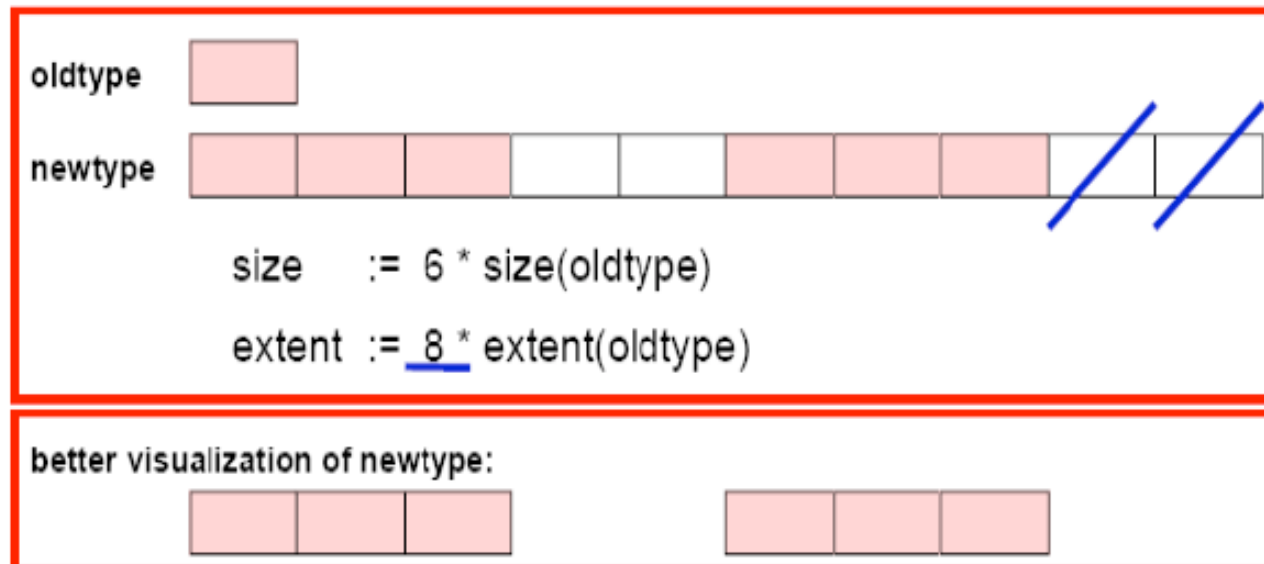 oldtype
newtype
size := 6 * size(oldtype)
extent := 8 * extent(oldtype)
better visualization of newtype: